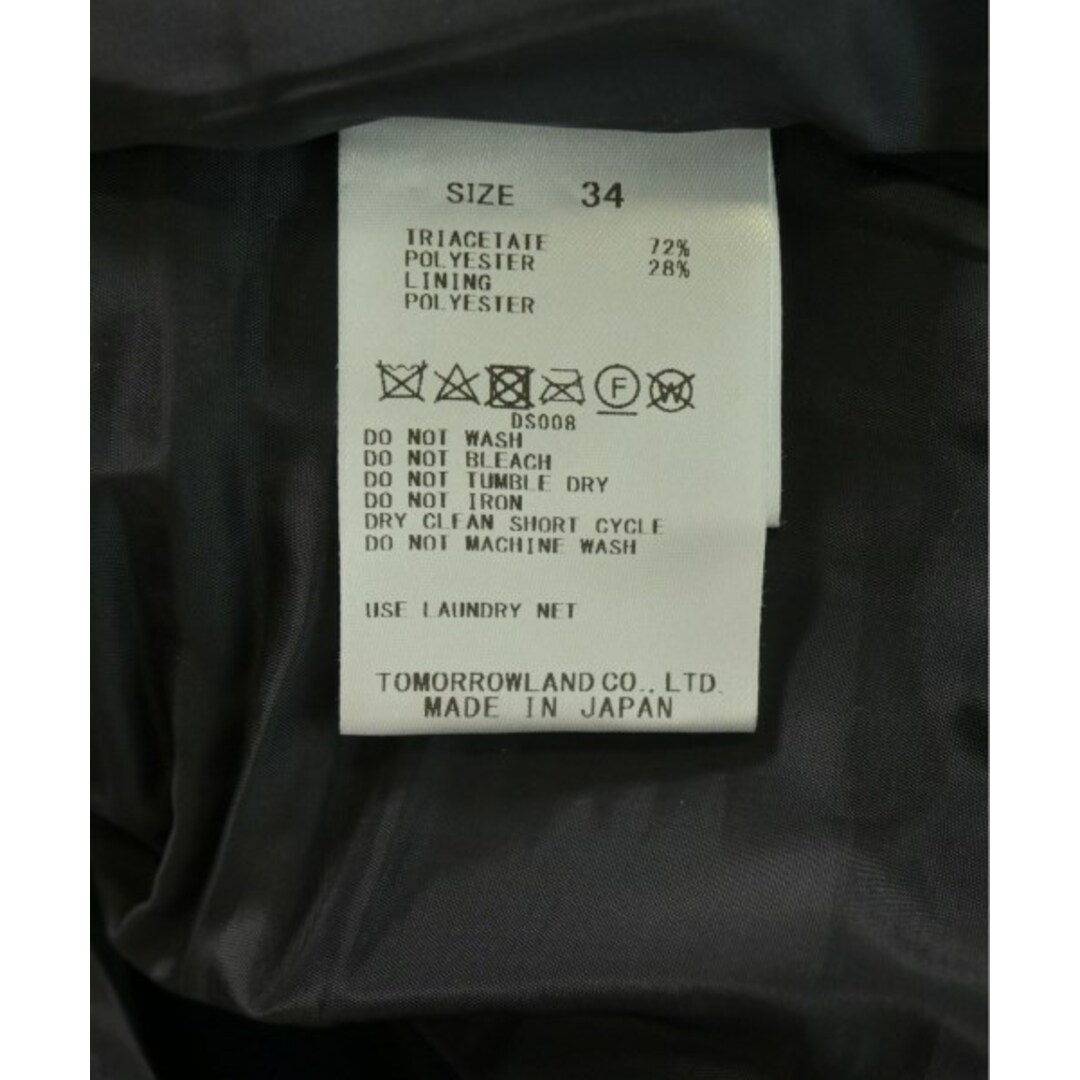 SIZE 34
TRIACETATE 72%
POLYESTER 28%
LINING
POLYESTER
F W
DS008
DO NOT WASH
DO NOT BLEACH
DO NOT TUMBLE DRY
DO NOT IRON
DRY CLEAN SHORT CYCLE
DO NOT MACHINE WASH
USE LAUNDRY NET
TOMORROWLAND CO., LTD.
MADE IN JAPAN